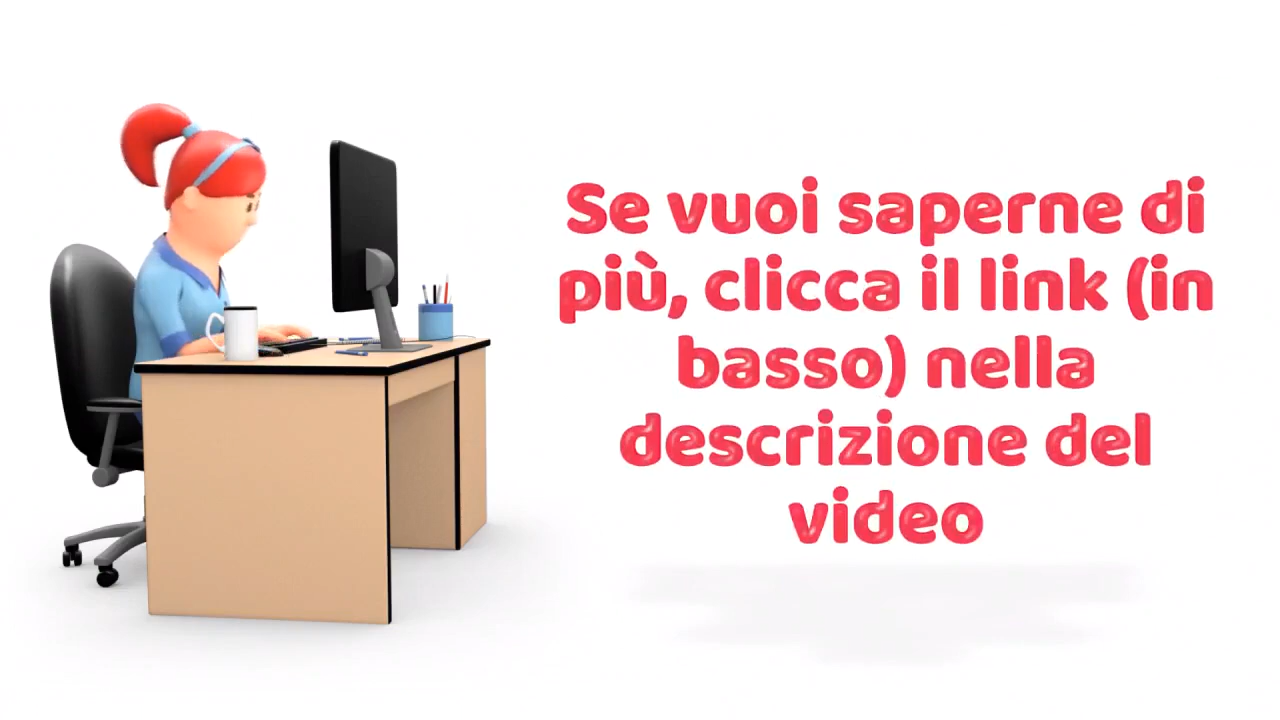 Se vuoi saperne di
più, clicca il link (in
basso) nella
descrizione del
video